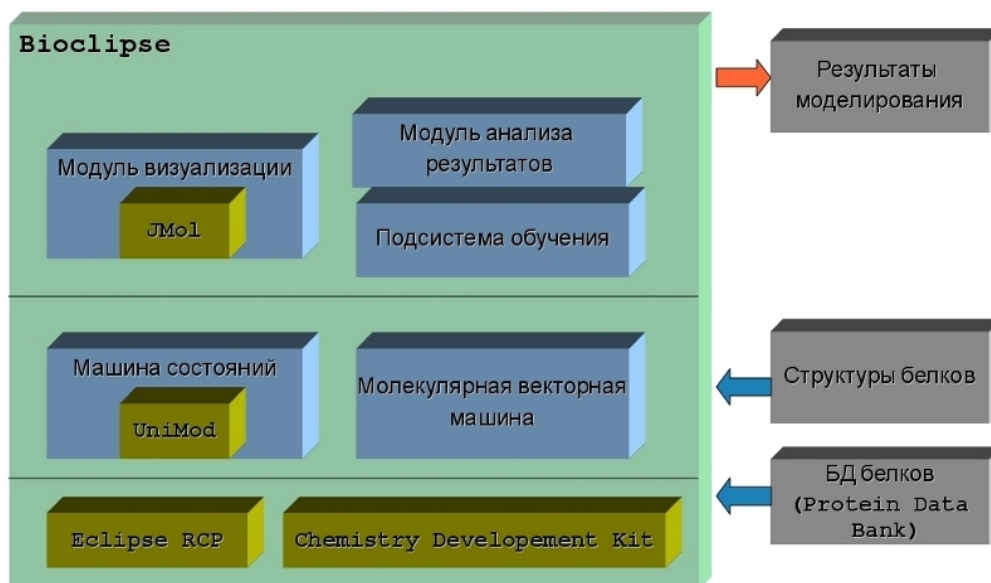 Bioclipse
Результаты
моделирования
Модуль анализа
результатов
Модуль визуализации
JMol
Подсистема обучения
Машина состояний
UniMod
Молекулярная векторная
машина
Структуры белков
БД белков
(Protein Data
Bank)
Eclipse RCP
Chemistry Developement Kit